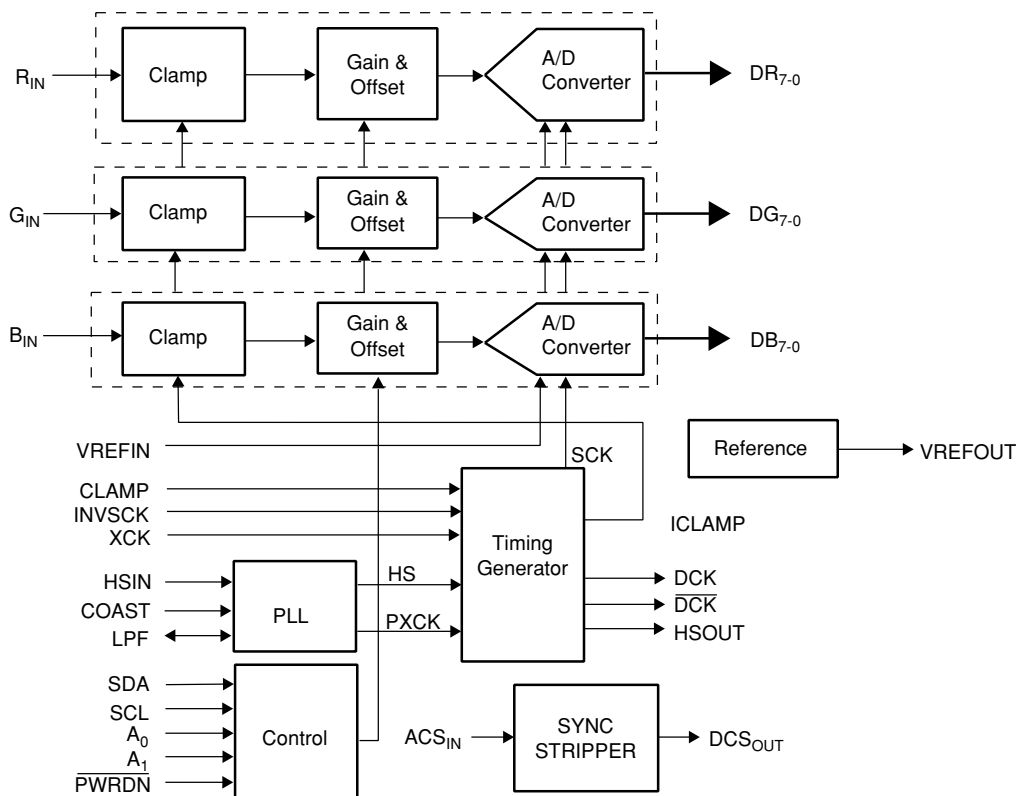 R_IN
Clamp
Gain &
Offset
A/D
Converter
DR_7-0
G_IN
Clamp
Gain &
Offset
A/D
Converter
DG_7-0
B_IN
Clamp
Gain &
Offset
A/D
Converter
DB_7-0
VREFIN
SCK
Reference
VREFOUT
CLAMP
INVSCK
XCK
Timing
Generator
ICLAMP
HSIN
COAST
LPF
PLL
HS
PXCK
DCK
D̅C̅K̅
HSOUT
SDA
SCL
A_0
A_1
P̅W̅R̅D̅N̅
Control
ACS_IN
SYNC
STRIPPER
DCS_OUT